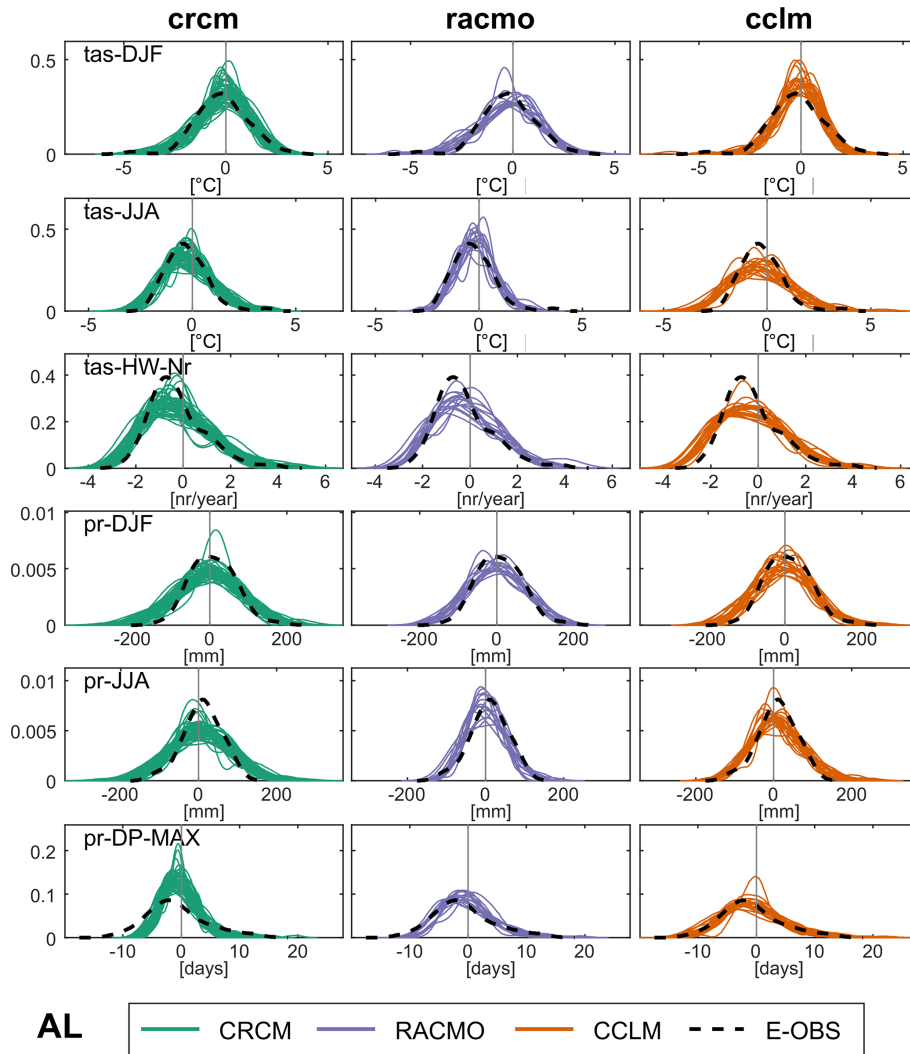 crcm racmo cclm
tas-DJF
0.5
0
-5 0 5 -5 0 5 -5 0 5
[°C] [°C] [°C]
tas-JJA
0.5
0
-5 0 5 -5 0 5 -5 0 5
[°C] [°C] [°C]
tas-HW-Nr
0.4
0.2
0
-4 -2 0 2 4 6 -4 -2 0 2 4 6 -4 -2 0 2 4 6
[nr/year] [nr/year] [nr/year]
pr-DJF
0.01
0.005
0
-200 0 200 -200 0 200 -200 0 200
[mm] [mm] [mm]
pr-JJA
0.01
0.005
0
-200 0 200 -200 0 200 -200 0 200
[mm] [mm] [mm]
pr-DP-MAX
0.2
0.1
0
-10 0 10 20 -10 0 10 20 -10 0 10 20
[days] [days] [days]
AL CRCM RACMO CCLM E-OBS